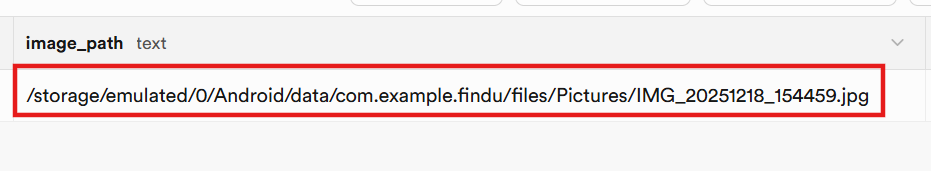 image_path text
/storage/emulated/0/Android/data/com.example.findu/files/Pictures/IMG_20251218_154459.jpg